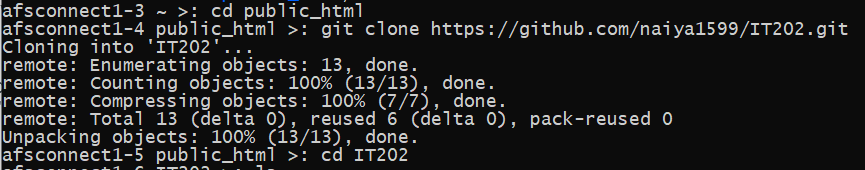 afsconnect1-3 ~ >: cd public_html
afsconnect1-4 public_html >: git clone https://github.com/naiya1599/IT202.git
Cloning into 'IT202'...
remote: Enumerating objects: 13, done.
remote: Counting objects: 100% (13/13), done.
remote: Compressing objects: 100% (7/7), done.
remote: Total 13 (delta 0), reused 6 (delta 0), pack-reused 0
Unpacking objects: 100% (13/13), done.
afsconnect1-5 public_html >: cd IT202